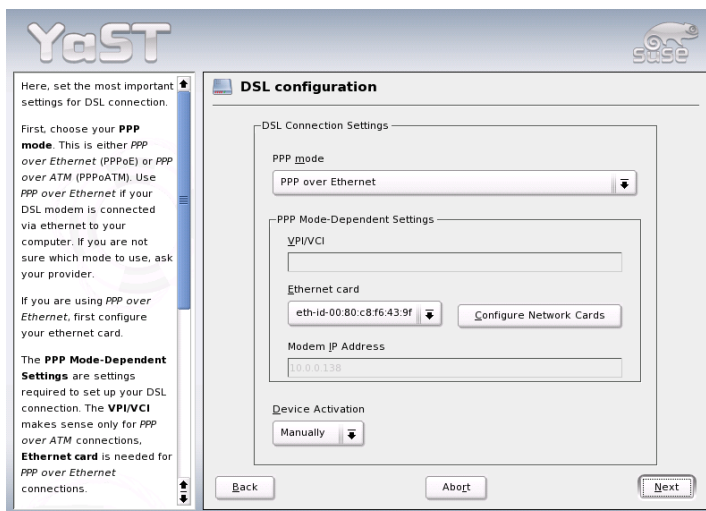 YaST
SUSE
Here, set the most important
settings for DSL connection.
First, choose your PPP
mode. This is either PPP
over Ethernet (PPPoE) or PPP
over ATM (PPPoATM). Use
PPP over Ethernet if your
DSL modem is connected
via ethernet to your
computer. If you are not
sure which mode to use, ask
your provider.
If you are using PPP over
Ethernet, first configure
your ethernet card.
The PPP Mode-Dependent
Settings are settings
required to set up your DSL
connection. The VPI/VCI
makes sense only for PPP
over ATM connections,
Ethernet card is needed for
PPP over Ethernet
connections.
DSL configuration
DSL Connection Settings
PPP mode
PPP over Ethernet
PPP Mode-Dependent Settings
VPI/VCI
Ethernet card
eth-id-00:80:c8:f6:43:9f
Configure Network Cards
Modem IP Address
10.0.0.138
Device Activation
Manually
Back
Abort
Next